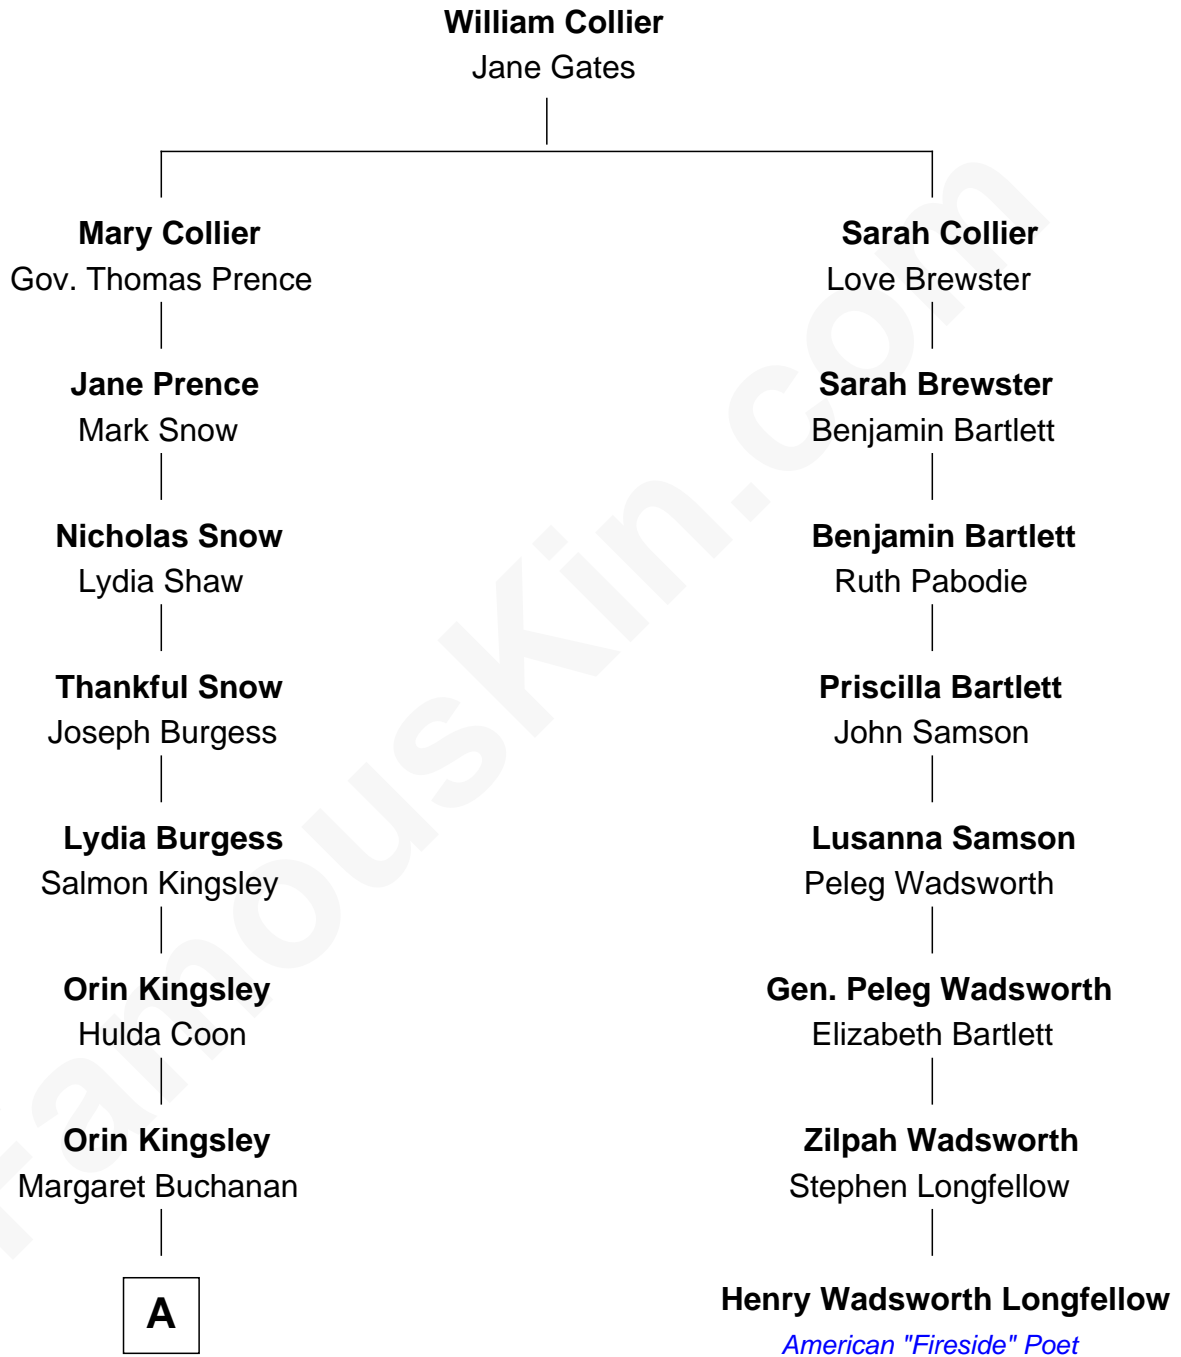 William Collier
Jane Gates
Mary Collier
Gov. Thomas Prence
Sarah Collier
Love Brewster
Jane Prence
Mark Snow
Sarah Brewster
Benjamin Bartlett
Nicholas Snow
Lydia Shaw
Benjamin Bartlett
Ruth Pabodie
Thankful Snow
Joseph Burgess
Priscilla Bartlett
John Samson
Lydia Burgess
Salmon Kingsley
Lusanna Samson
Peleg Wadsworth
Orin Kingsley
Hulda Coon
Gen. Peleg Wadsworth
Elizabeth Bartlett
Orin Kingsley
Margaret Buchanan
Zilpah Wadsworth
Stephen Longfellow
A
Henry Wadsworth Longfellow
American "Fireside" Poet
FamousKin.com